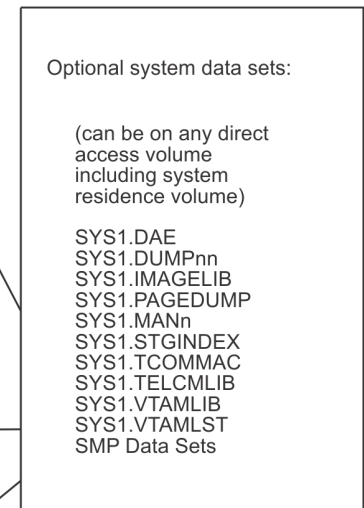 Optional system data sets:
(can be on any direct
access volume
including system
residence volume)
SYS1.DAE
SYS1.DUMPnn
SYS1.IMAGELIB
SYS1.PAGEDUMP
SYS1.MANn
SYS1.STGINDEX
SYS1.TCOMMAC
SYS1.TELCMLIB
SYS1.VTAMLIB
SYS1.VTAMLST
SMP Data Sets